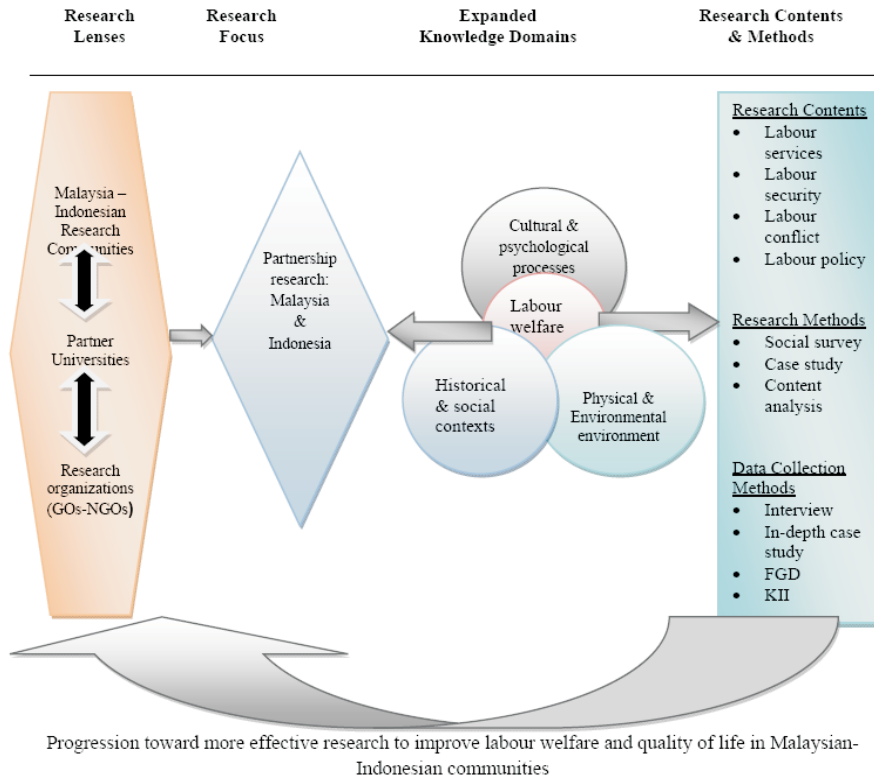 Research
Lenses
Research
Focus
Expanded
Knowledge Domains
Research Contents
& Methods
Malaysia –
Indonesian
Research
Communities
Partner
Universities
Research
organizations
(GOs-NGOs)
Partnership
research:
Malaysia
&
Indonesia
Cultural &
psychological
processes
Labour
welfare
Historical
& social
contexts
Physical &
Environmental
environment
Research Contents
• Labour
services
• Labour
security
• Labour
conflict
• Labour policy
Research Methods
• Social survey
• Case study
• Content
analysis
Data Collection
Methods
• Interview
• In-depth case
study
• FGD
• KII
Progression toward more effective research to improve labour welfare and quality of life in Malaysian-
Indonesian communities